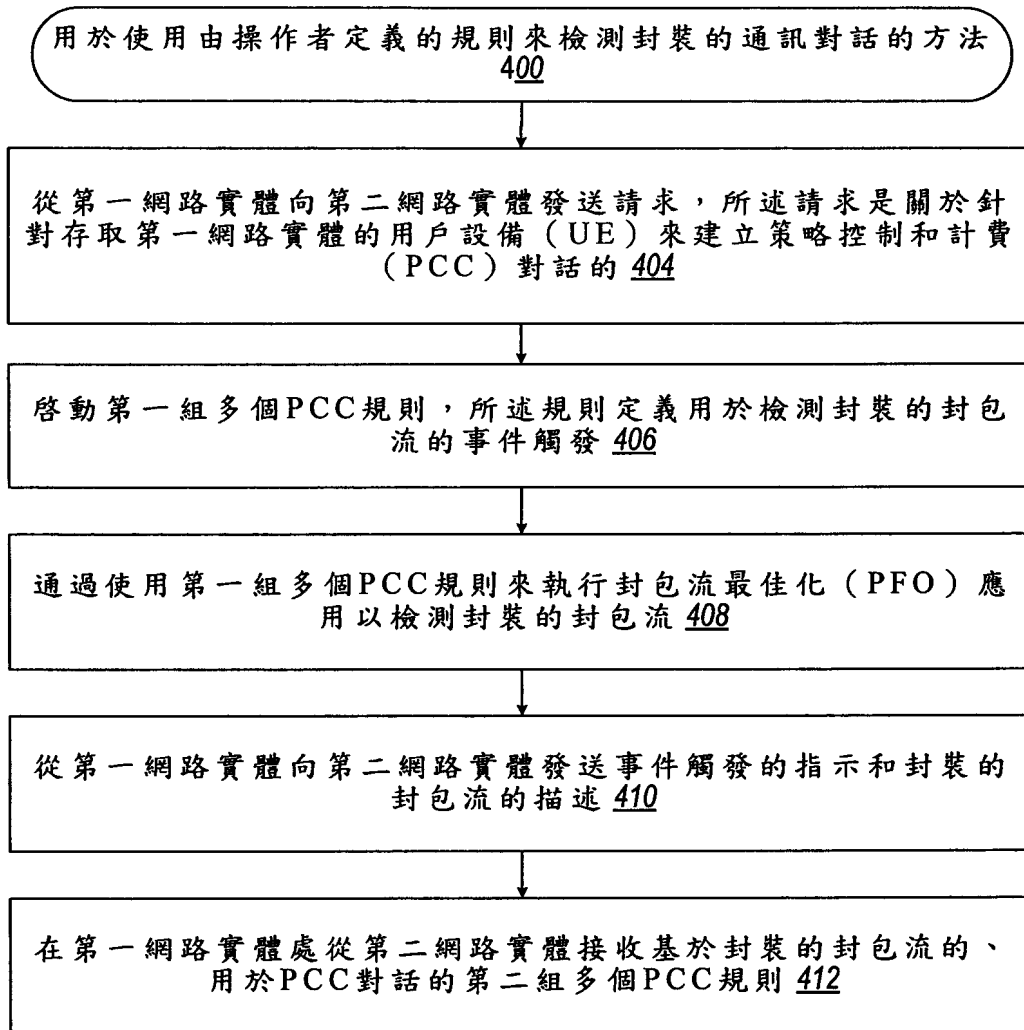 用於使用由操作者定義的規則來檢測封裝的通訊對話的方法
400
從第一網路實體向第二網路實體發送請求，所述請求是關於針
對存取第一網路實體的用戶設備（UE）來建立策略控制和計費
（PCC）對話的 404
啓動第一組多個PCC規則，所述規則定義用於檢測封裝的封包
流的事件觸發 406
通過使用第一組多個PCC規則來執行封包流最佳化（PFO）應
用以檢測封裝的封包流 408
從第一網路實體向第二網路實體發送事件觸發的指示和封裝的
封包流的描述 410
在第一網路實體處從第二網路實體接收基於封裝的封包流的、
用於PCC對話的第二組多個PCC規則 412